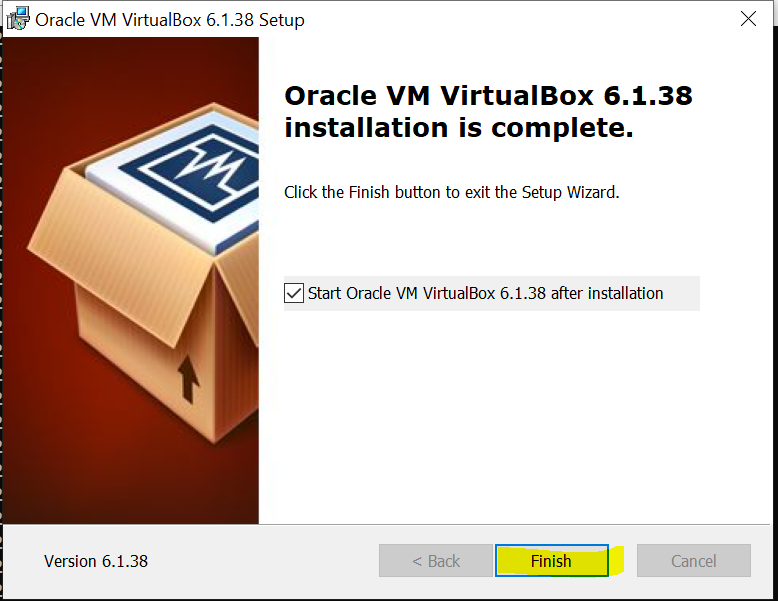 Oracle VM VirtualBox 6.1.38 Setup
Oracle VM VirtualBox 6.1.38
installation is complete.
Click the Finish button to exit the Setup Wizard.
Start Oracle VM VirtualBox 6.1.38 after installation
Version 6.1.38
< Back
Finish
Cancel